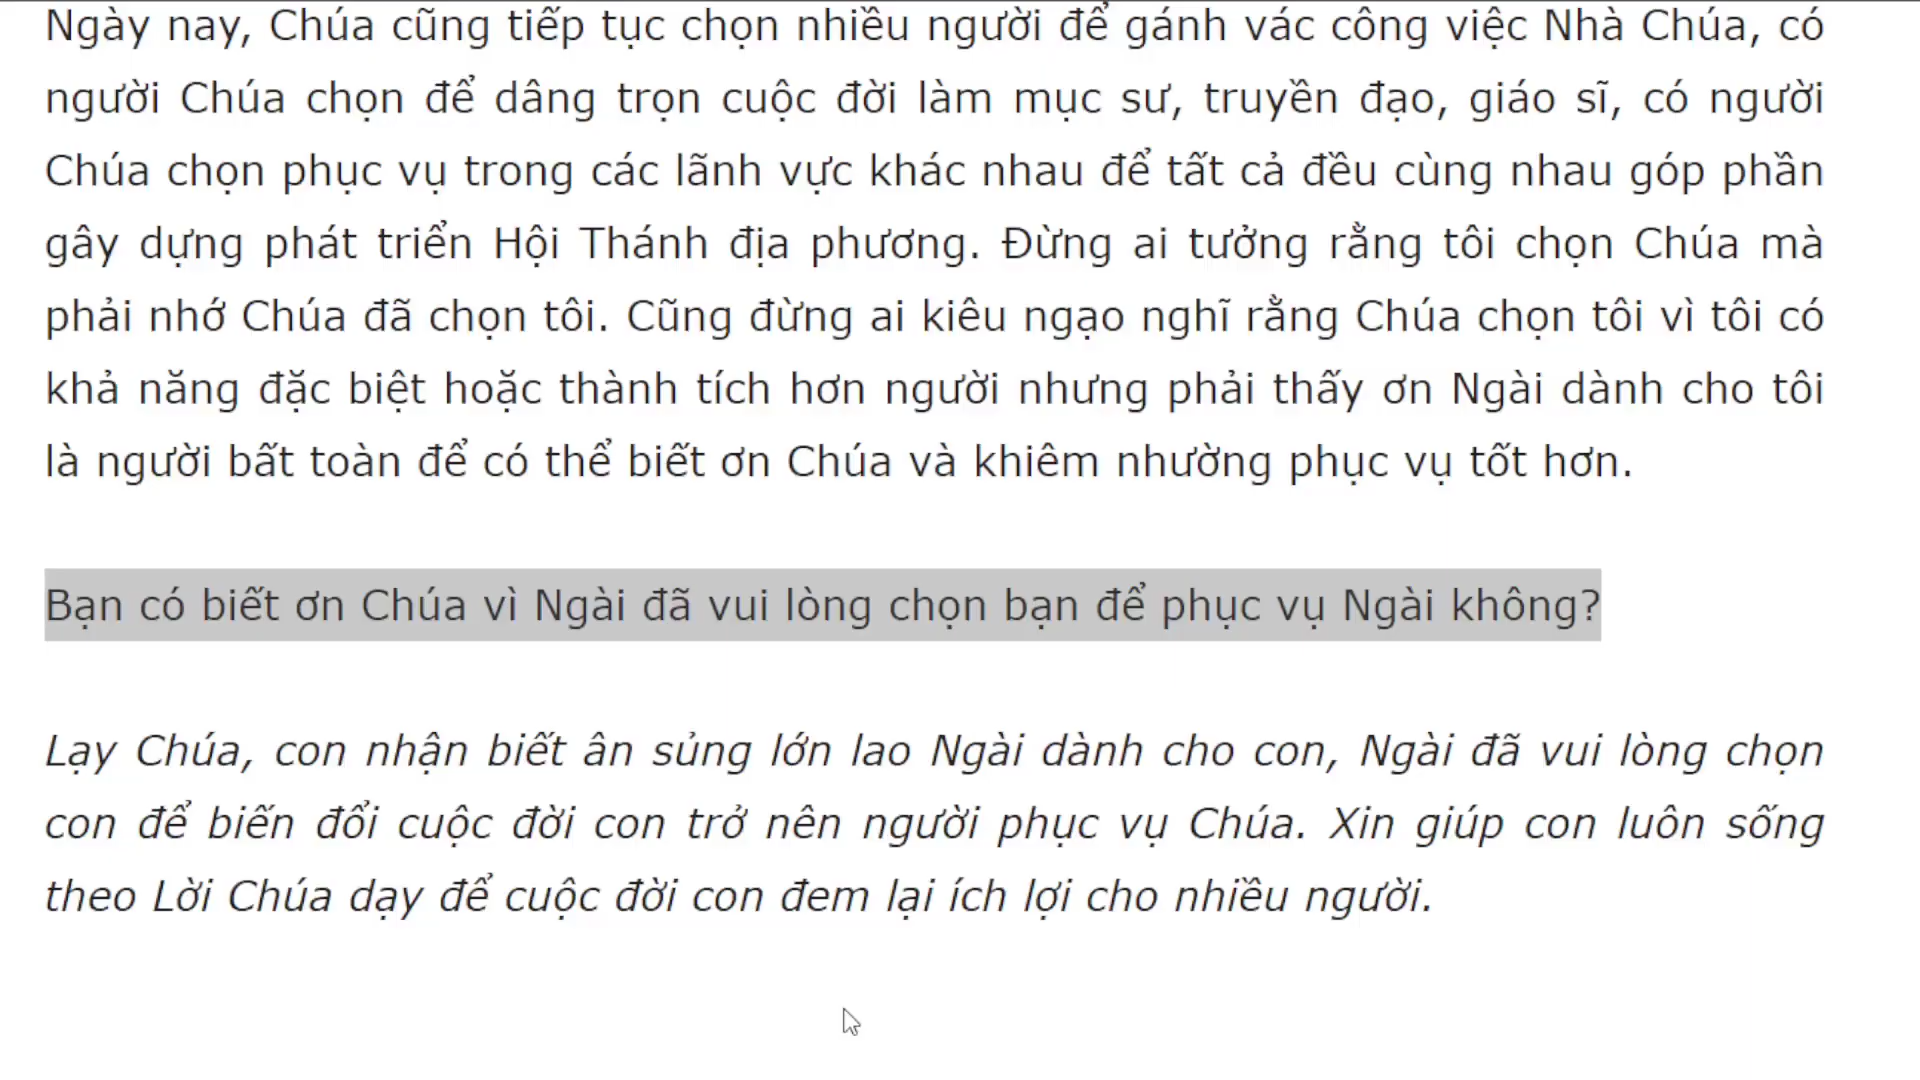 Ngày nay, Chúa cũng tiếp tục chọn nhiều người để gánh vác công việc Nhà Chúa, có
người Chúa chọn để dâng trọn cuộc đời làm mục sư, truyền đạo, giáo sĩ, có người
Chúa chọn phục vụ trong các lãnh vực khác nhau để tất cả đều cùng nhau góp phần
gây dựng phát triển Hội Thánh địa phương. Đừng ai tưởng rằng tôi chọn Chúa mà
phải nhớ Chúa đã chọn tôi. Cũng đừng ai kiêu ngạo nghĩ rằng Chúa chọn tôi vì tôi có
khả năng đặc biệt hoặc thành tích hơn người nhưng phải thấy ơn Ngài dành cho tôi
là người bất toàn để có thể biết ơn Chúa và khiêm nhường phục vụ tốt hơn.
Bạn có biết ơn Chúa vì Ngài đã vui lòng chọn bạn để phục vụ Ngài không?
Lạy Chúa, con nhận biết ân sủng lớn lao Ngài dành cho con, Ngài đã vui lòng chọn
con để biến đổi cuộc đời con trở nên người phục vụ Chúa. Xin giúp con luôn sống
theo Lời Chúa dạy để cuộc đời con đem lại ích lợi cho nhiều người.